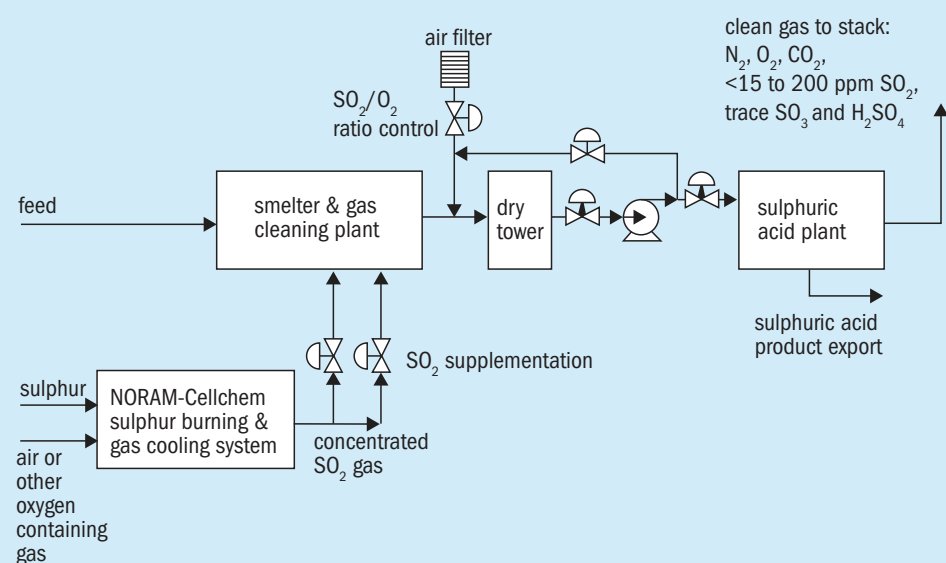 air filter
SO₂/O₂
ratio control
clean gas to stack:
N₂, O₂, CO₂,
<15 to 200 ppm SO₂,
trace SO₃ and H₂SO₄
feed
smelter & gas
cleaning plant
dry
tower
sulphuric
acid plant
sulphuric acid
product export
SO₂ supplementation
sulphur
NORAM-Cellchem
sulphur burning &
gas cooling system
concentrated
SO₂ gas
air or
other
oxygen
containing
gas